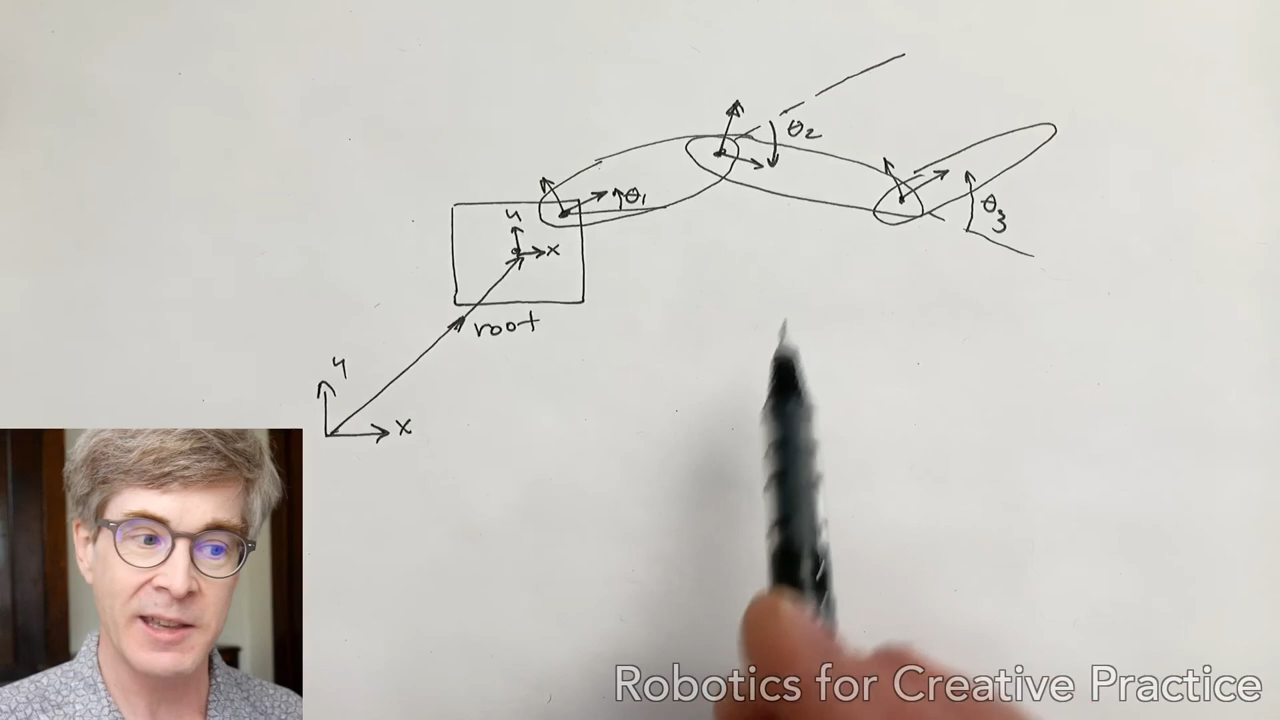 θ2
θ1
y
x
θ3
root
y
x
Robotics for Creative Practice